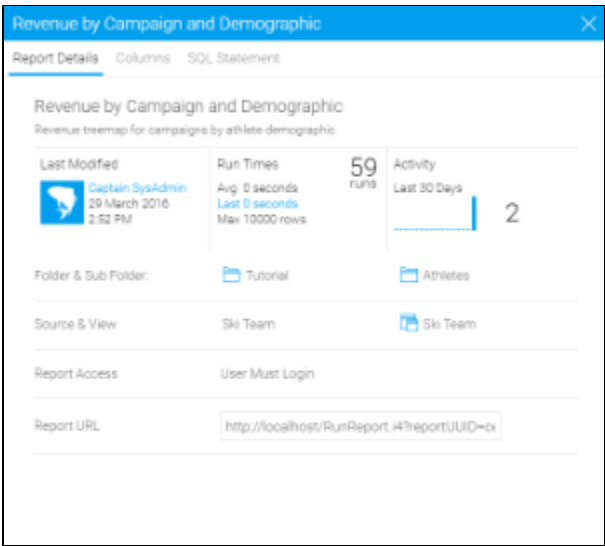 Revenue by Campaign and Demographic
Report Details Columns SQL Statement
Revenue by Campaign and Demographic
Revenue treemap for campaigns by athlete demographic
Last Modified
Captain SysAdmin
29 March 2016
2:52 PM
Run Times
59
runs
Avg 0 seconds
Last 0 seconds
Max 10000 rows
Activity
Last 30 Days
2
Folder & Sub Folder: Tutorial Athletes
Source & View Ski Team Ski Team
Report Access User Must Login
Report URL http://localhost/RunReport.i4?reportUUID=